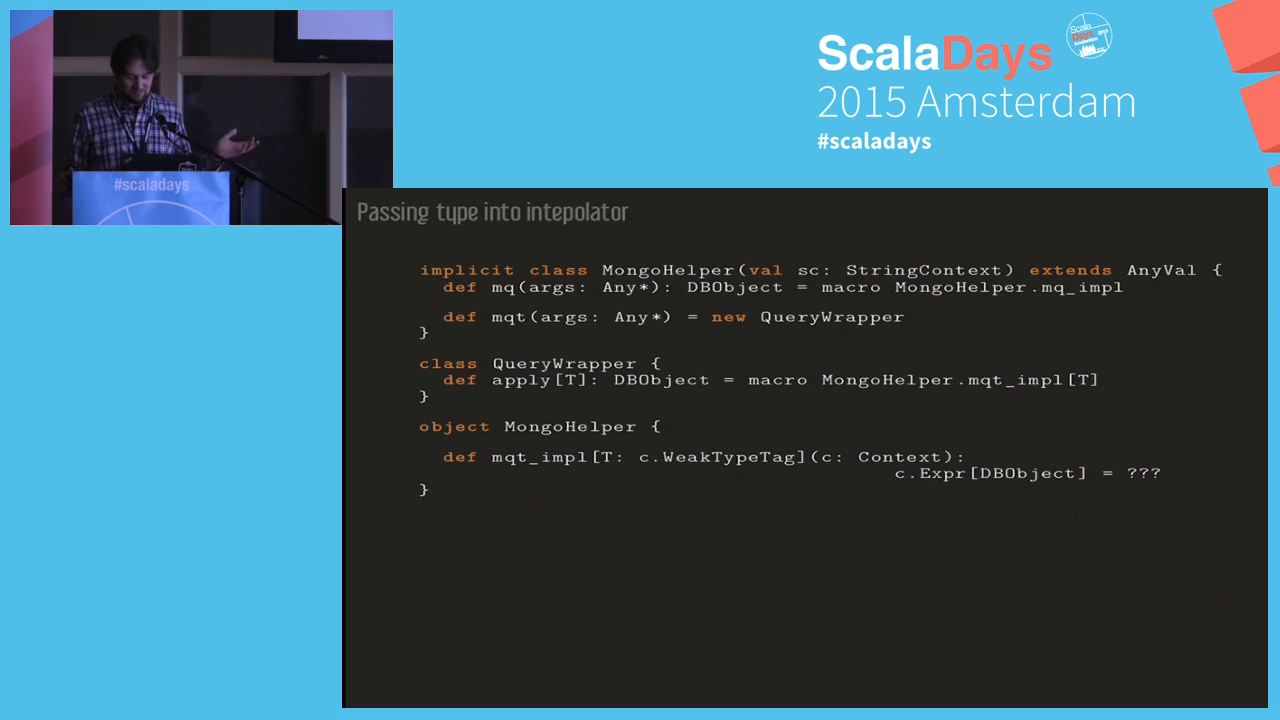 ScalaDays
2015 Amsterdam
#scaladays
#scaladays
Passing type into intepolator
implicit class MongoHelper(val sc: StringContext) extends AnyVal {
def mq(args: Any*): DBObject = macro MongoHelper.mq_impl
def mqt(args: Any*) = new QueryWrapper
}
class QueryWrapper {
def apply[T]: DBObject = macro MongoHelper.mqt_impl[T]
}
object MongoHelper {
def mqt_impl[T: c.WeakTypeTag](c: Context):
c.Expr[DBObject] = ???
}